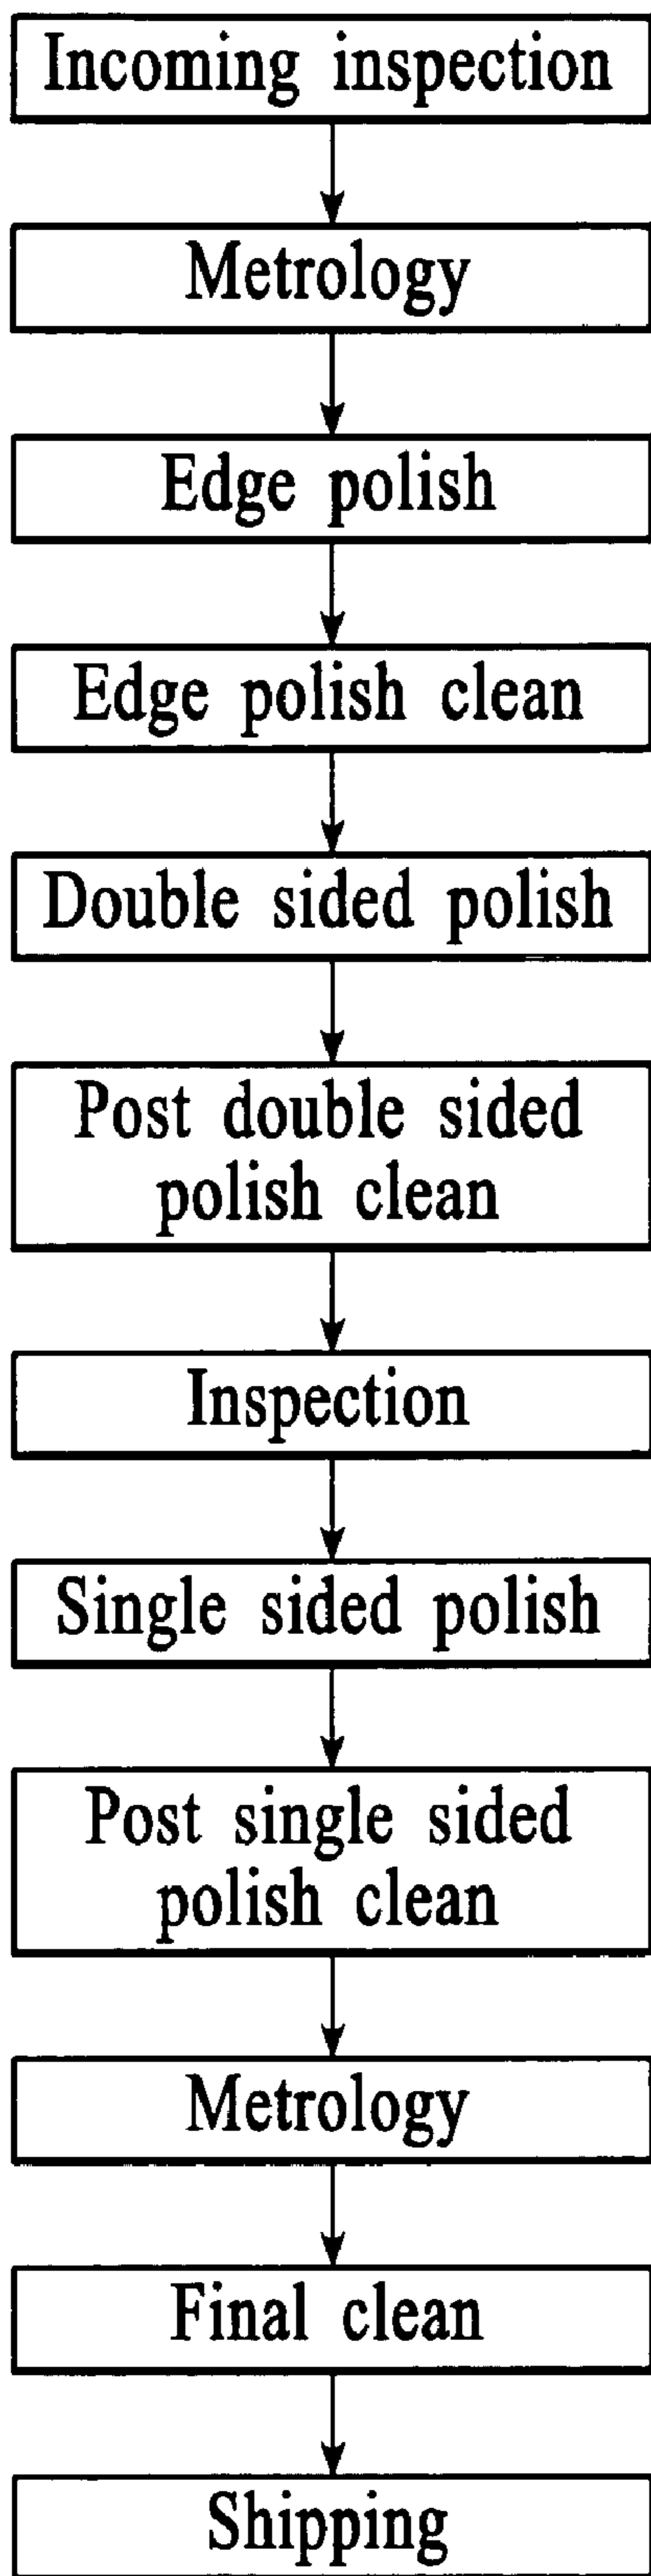 Incoming inspection
Metrology
Edge polish
Edge polish clean
Double sided polish
Post double sided
polish clean
Inspection
Single sided polish
Post single sided
polish clean
Metrology
Final clean
Shipping